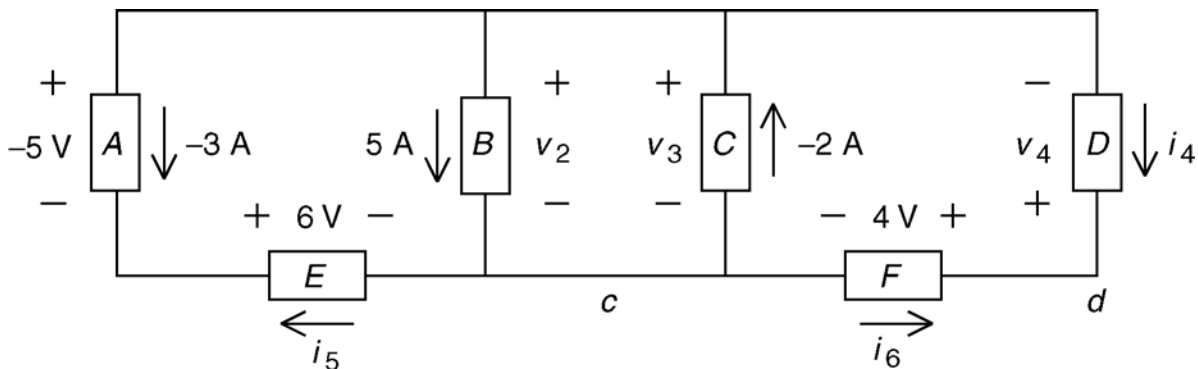 + + + −
−5 V A −3 A 5 A B v2 v3 C −2 A v4 D i4
− − − +
+ 6 V − − 4 V +
E F
c d
i5 i6